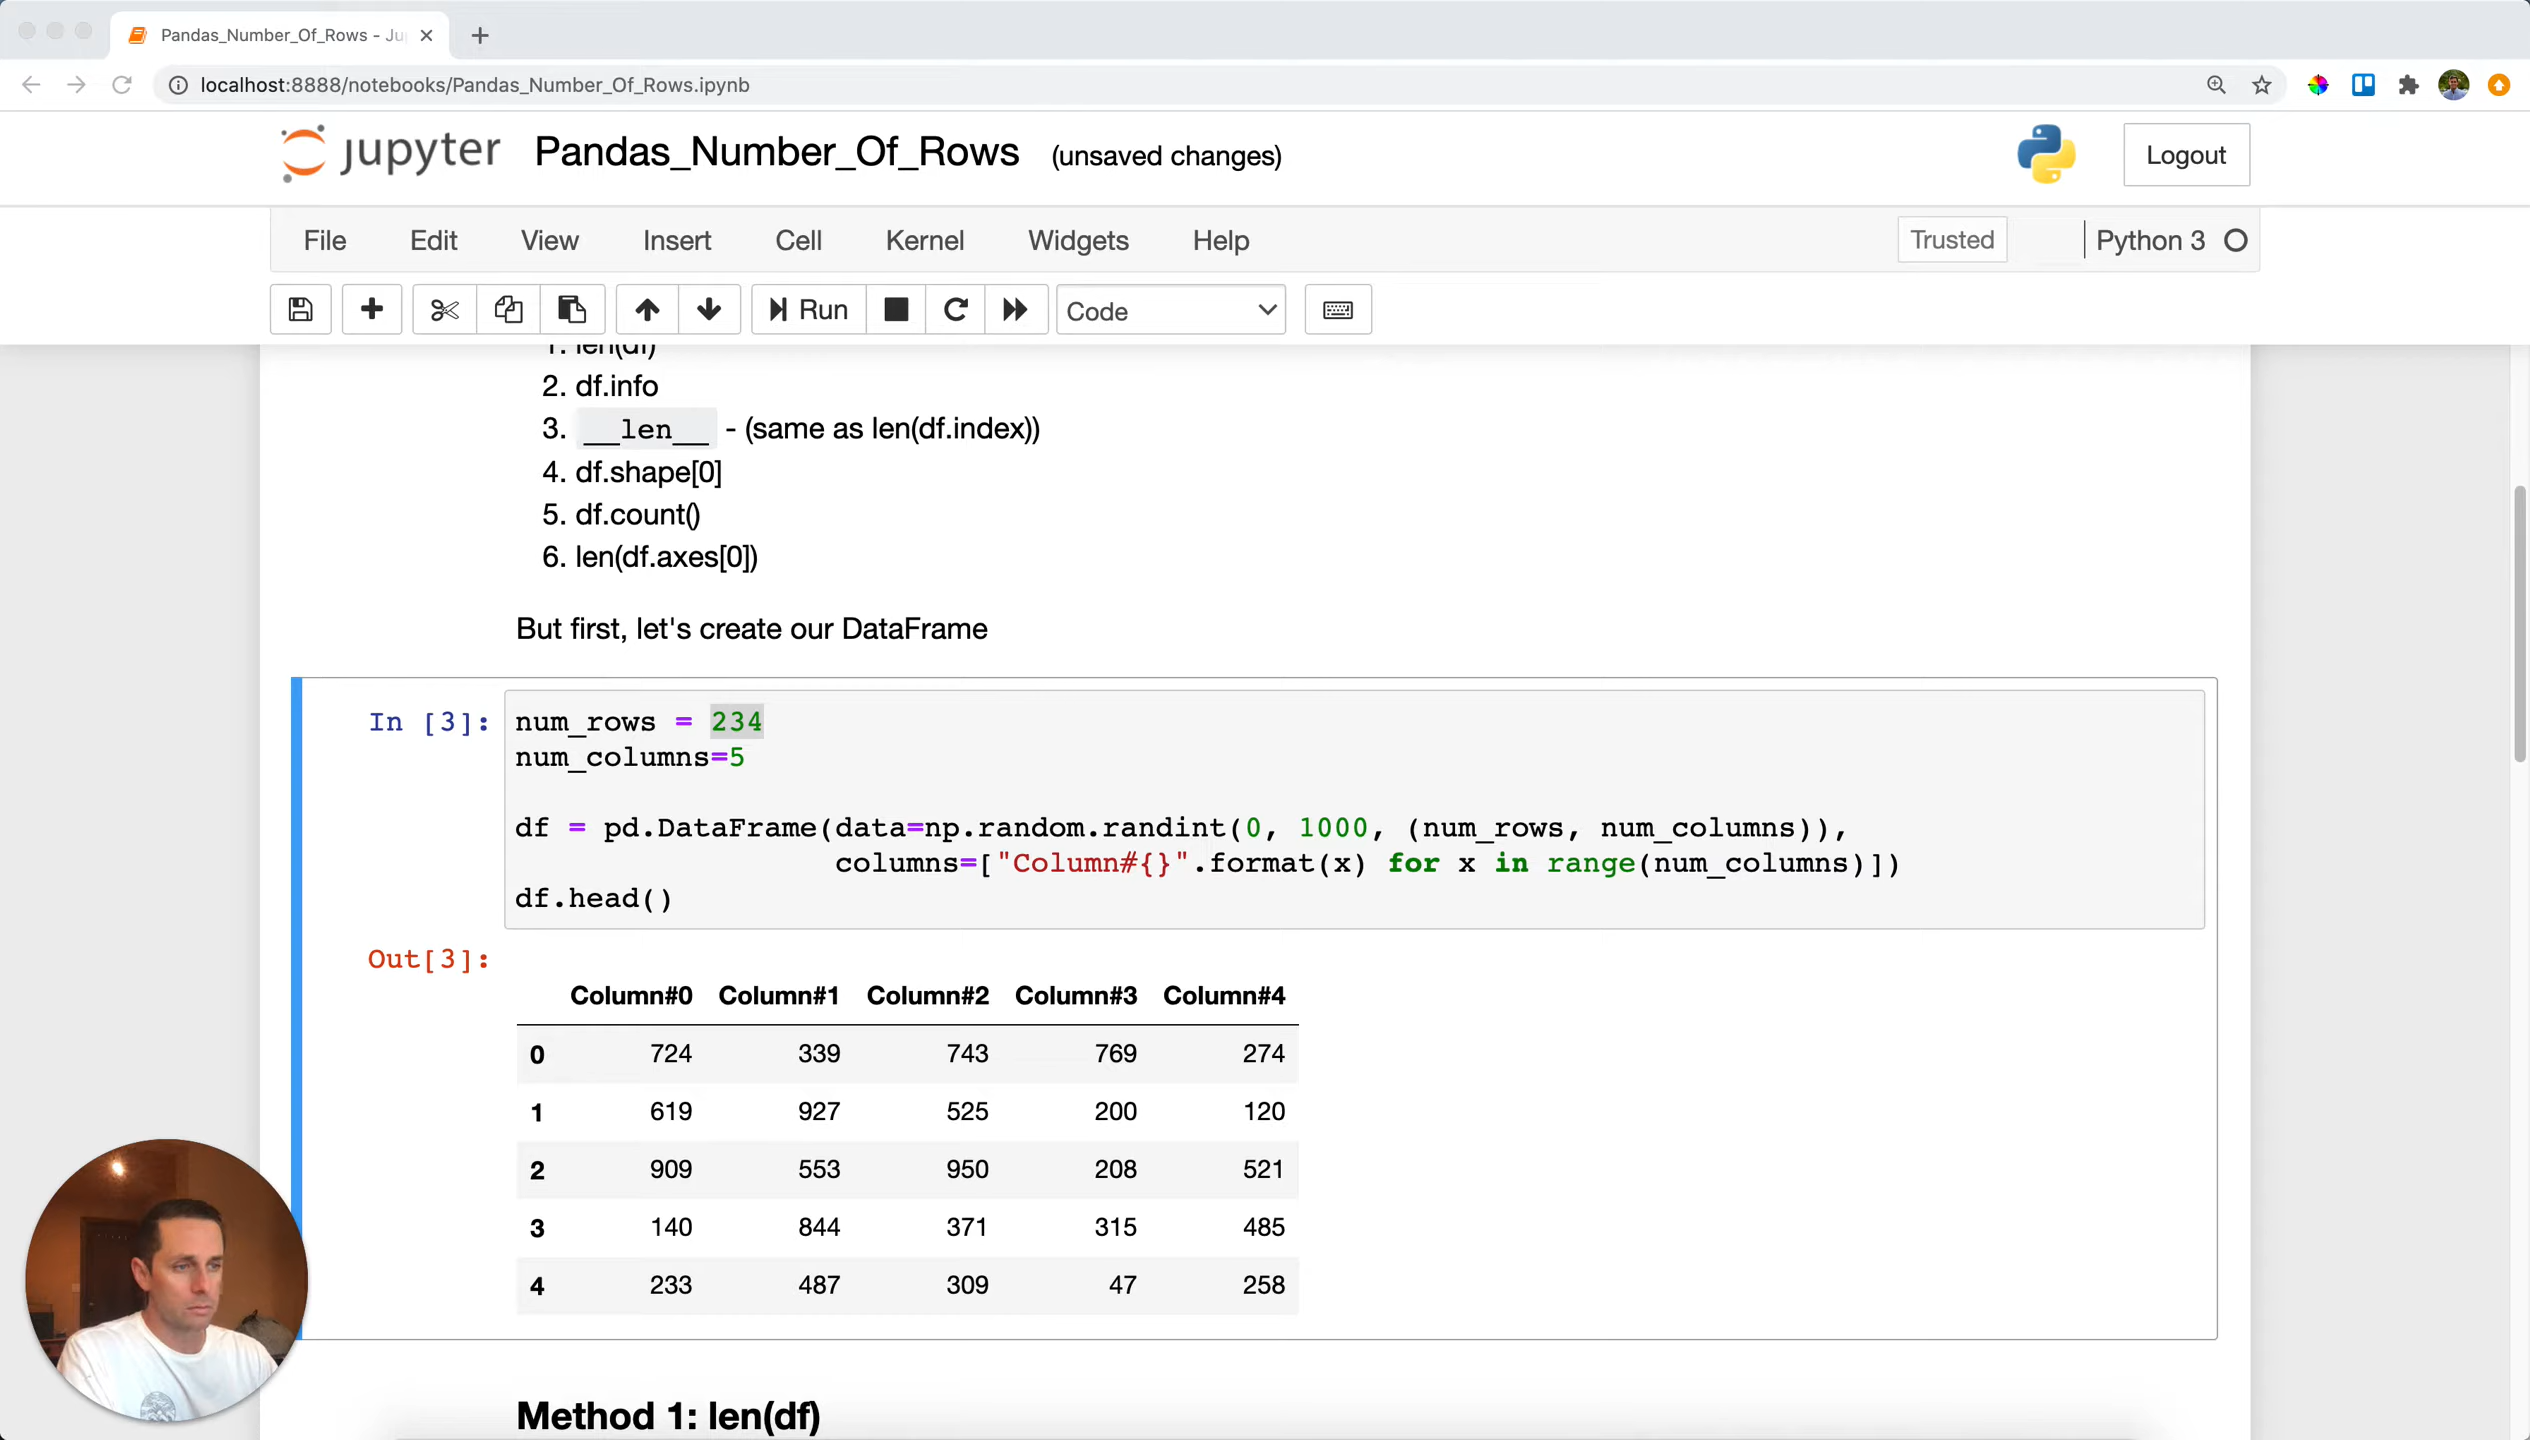 Pandas_Number_Of_Rows - Ju
localhost:8888/notebooks/Pandas_Number_Of_Rows.ipynb
jupyter Pandas_Number_Of_Rows (unsaved changes) Logout
File Edit View Insert Cell Kernel Widgets Help Trusted Python 3
Run Code
1. len(df)
2. df.info
3. __len__ - (same as len(df.index))
4. df.shape[0]
5. df.count()
6. len(df.axes[0])
But first, let's create our DataFrame
In [3]: num_rows = 234
num_columns=5
df = pd.DataFrame(data=np.random.randint(0, 1000, (num_rows, num_columns)),
columns=["Column#{}".format(x) for x in range(num_columns)])
df.head()
Out[3]:
Column#0 Column#1 Column#2 Column#3 Column#4
0 724 339 743 769 274
1 619 927 525 200 120
2 909 553 950 208 521
3 140 844 371 315 485
4 233 487 309 47 258
Method 1: len(df)